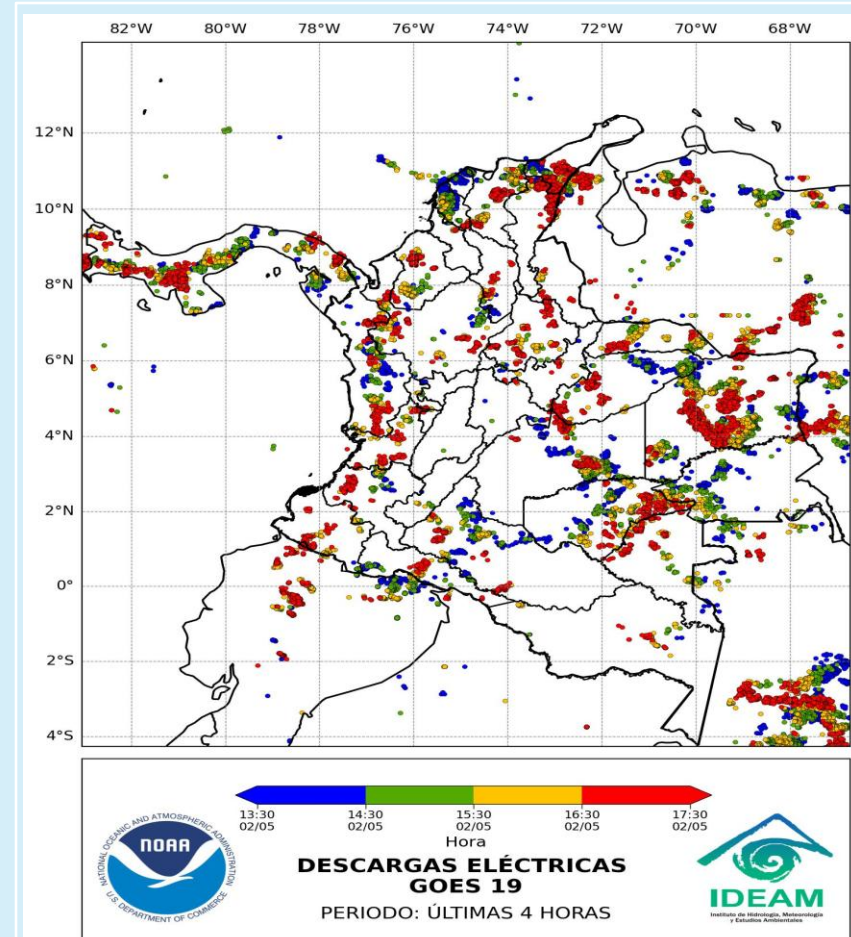 82°W 80°W 78°W 76°W 74°W 72°W 70°W 68°W
12°N
10°N
8°N
6°N
4°N
2°N
0°
2°S
4°S
13:30 14:30 15:30 16:30 17:30
02/05 02/05 02/05 02/05 02/05
Hora
DESCARGAS ELÉCTRICAS
GOES 19
PERIODO: ÚLTIMAS 4 HORAS
NATIONAL OCEANIC AND ATMOSPHERIC ADMINISTRATION
NOAA
U.S. DEPARTMENT OF COMMERCE
IDEAM
Instituto de Hidrología, Meteorología
y Estudios Ambientales